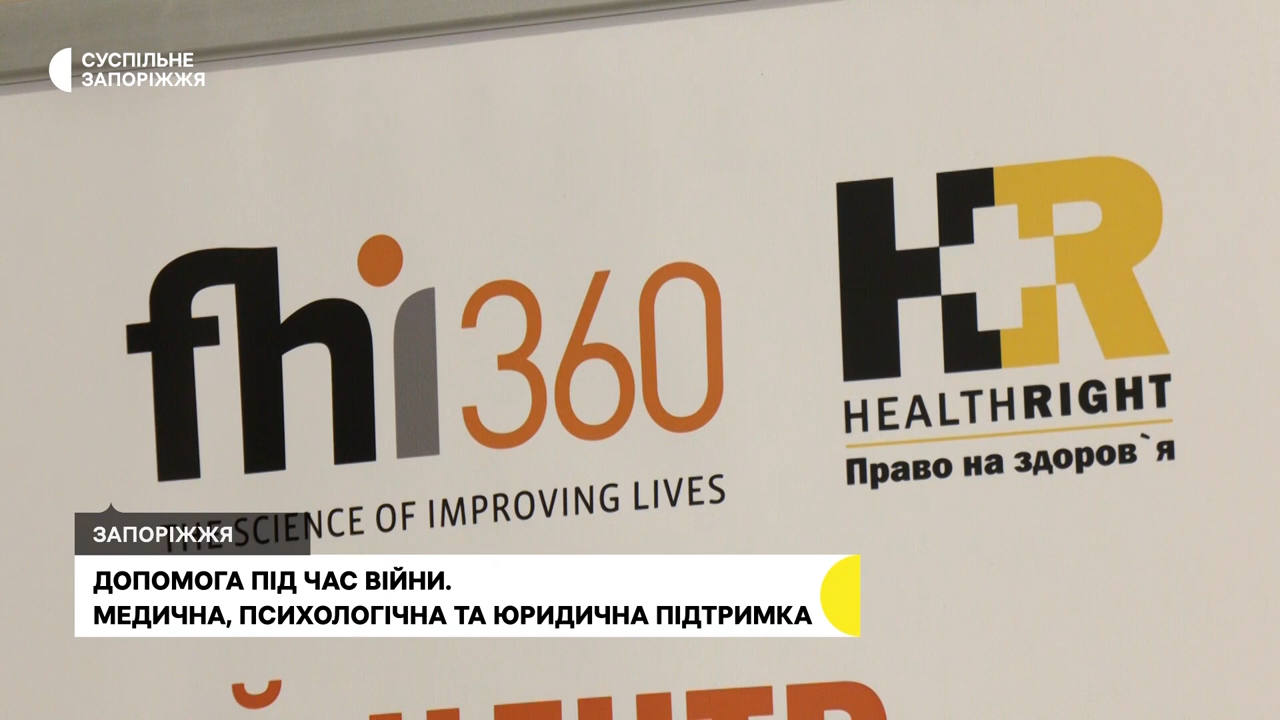 СУСПІЛЬНЕ
ЗАПОРІЖЖЯ
fhi360
THE SCIENCE OF IMPROVING LIVES
HR
HEALTHRIGHT
Право на здоров`я
ЗАПОРІЖЖЯ
ДОПОМОГА ПІД ЧАС ВІЙНИ.
МЕДИЧНА, ПСИХОЛОГІЧНА ТА ЮРИДИЧНА ПІДТРИМКА